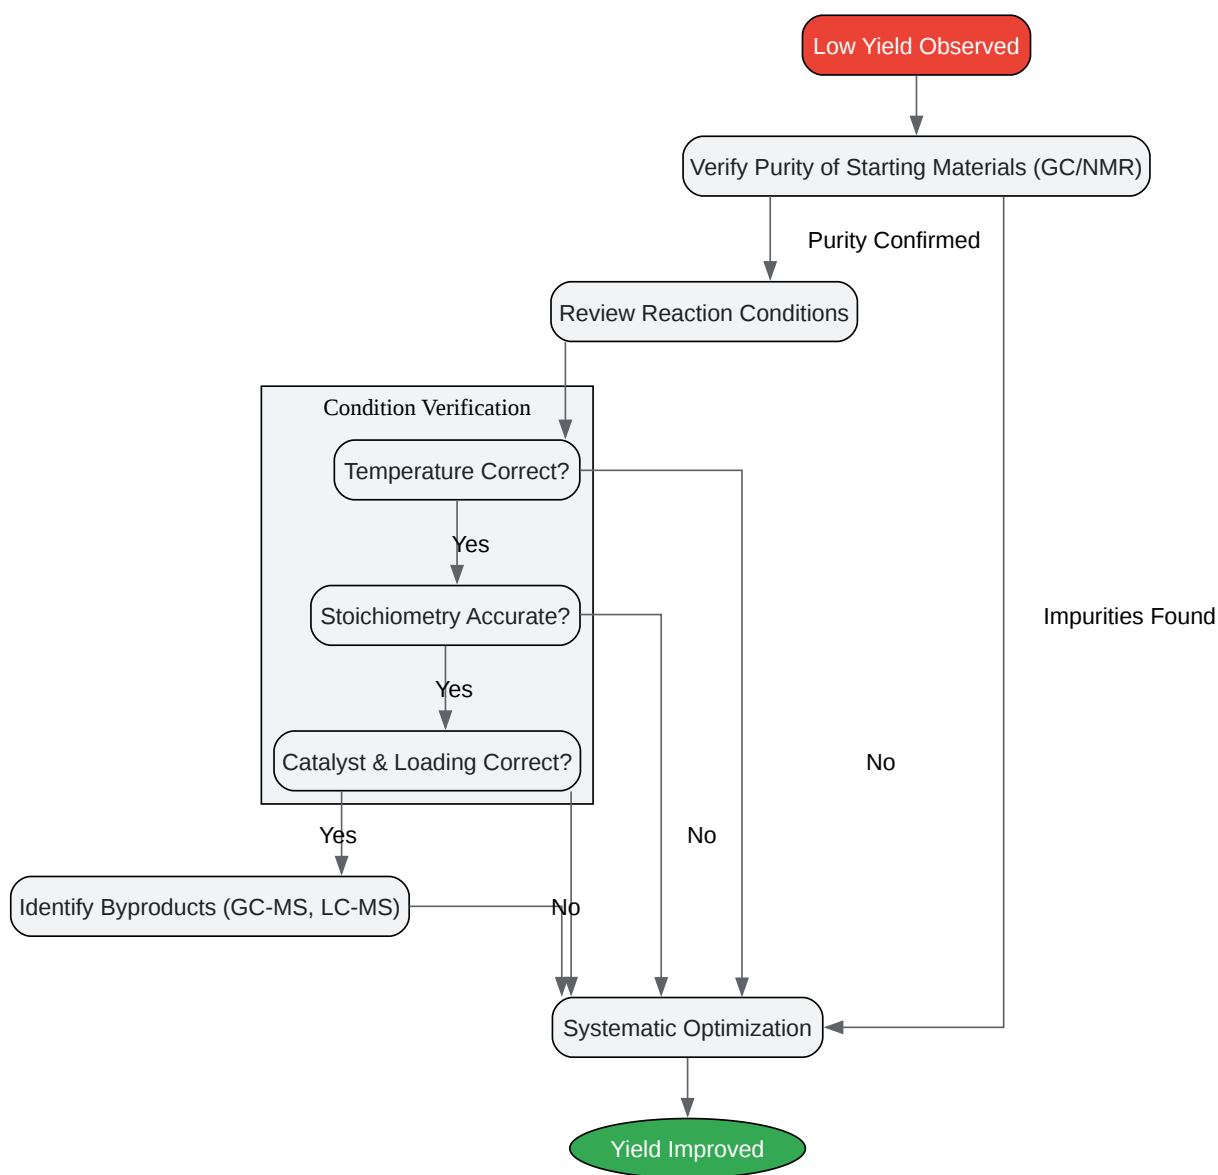 Low Yield Observed
Verify Purity of Starting Materials (GC/NMR)
Purity Confirmed
Review Reaction Conditions
Condition Verification
Temperature Correct?
Yes
Stoichiometry Accurate?
Impurities Found
Yes
Catalyst & Loading Correct?
No
Yes
No
Identify Byproducts (GC-MS, LC-MS)
No
Systematic Optimization
Yield Improved